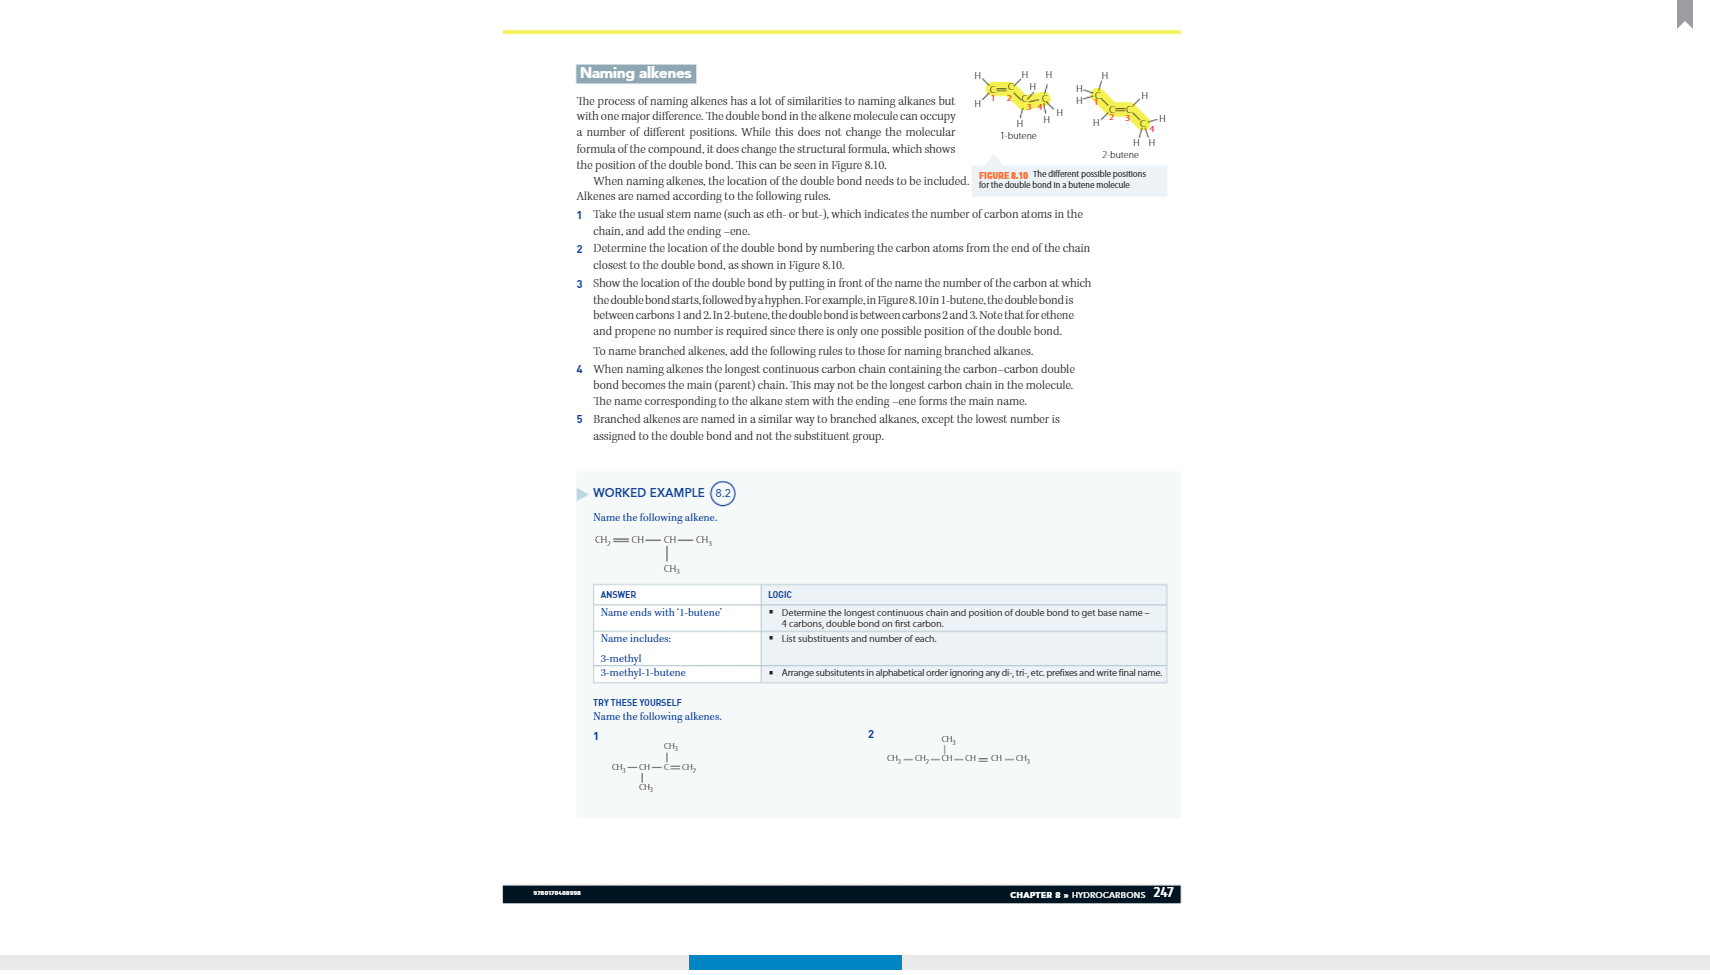 Naming alkenes
The process of naming alkenes has a lot of similarities to naming alkanes but
with one major difference. The double bond in the alkene molecule can occupy
a number of different positions. While this does not change the molecular
formula of the compound, it does change the structural formula, which shows
the position of the double bond. This can be seen in Figure 8.10.
When naming alkenes, the location of the double bond needs to be included.
Alkenes are named according to the following rules.
1 Take the usual stem name (such as eth- or but-), which indicates the number of carbon atoms in the
chain, and add the ending –ene.
2 Determine the location of the double bond by numbering the carbon atoms from the end of the chain
closest to the double bond, as shown in Figure 8.10.
3 Show the location of the double bond by putting in front of the name the number of the carbon at which
the double bond starts, followed by a hyphen. For example, in Figure 8.10 in 1-butene, the double bond is
between carbons 1 and 2. In 2-butene, the double bond is between carbons 2 and 3. Note that for ethene
and propene no number is required since there is only one possible position of the double bond.
To name branched alkenes, add the following rules to those for naming branched alkanes.
4 When naming alkenes the longest continuous carbon chain containing the carbon–carbon double
bond becomes the main (parent) chain. This may not be the longest carbon chain in the molecule.
The name corresponding to the alkane stem with the ending –ene forms the main name.
5 Branched alkenes are named in a similar way to branched alkanes, except the lowest number is
assigned to the double bond and not the substituent group.
H H H
C C H
H 1 2 C C
3 4 H
H H
1-butene
H
H C
H 1 C C H
H 2 3 C H
4
H H
2-butene
FIGURE 8.10 The different possible positions
for the double bond in a butene molecule
WORKED EXAMPLE 8.2
Name the following alkene.
CH₂ = CH — CH — CH₃
CH₃
ANSWER LOGIC
Name ends with '1-butene' ▪ Determine the longest continuous chain and position of double bond to get base name –
4 carbons, double bond on first carbon.
Name includes: ▪ List substituents and number of each.
3-methyl
3-methyl-1-butene ▪ Arrange subsitutents in alphabetical order ignoring any di-, tri-, etc. prefixes and write final name.
TRY THESE YOURSELF
Name the following alkenes.
1
CH₃
CH₃ — CH — C = CH₂
CH₃
2
CH₃
CH₃ — CH₂ — CH — CH = CH — CH₃
9780170408998
CHAPTER 8 » HYDROCARBONS 247